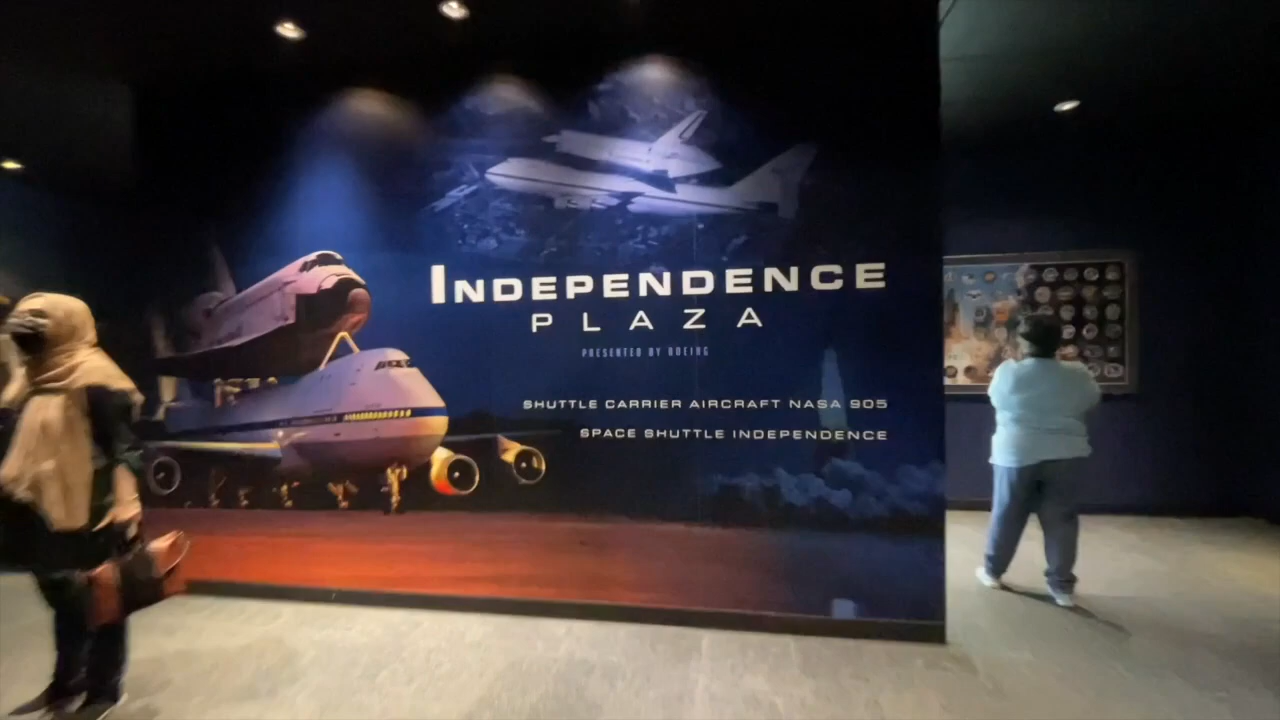 INDEPENDENCE
PLAZA
PRESENTED BY BOEING
SHUTTLE CARRIER AIRCRAFT NASA 905
SPACE SHUTTLE INDEPENDENCE